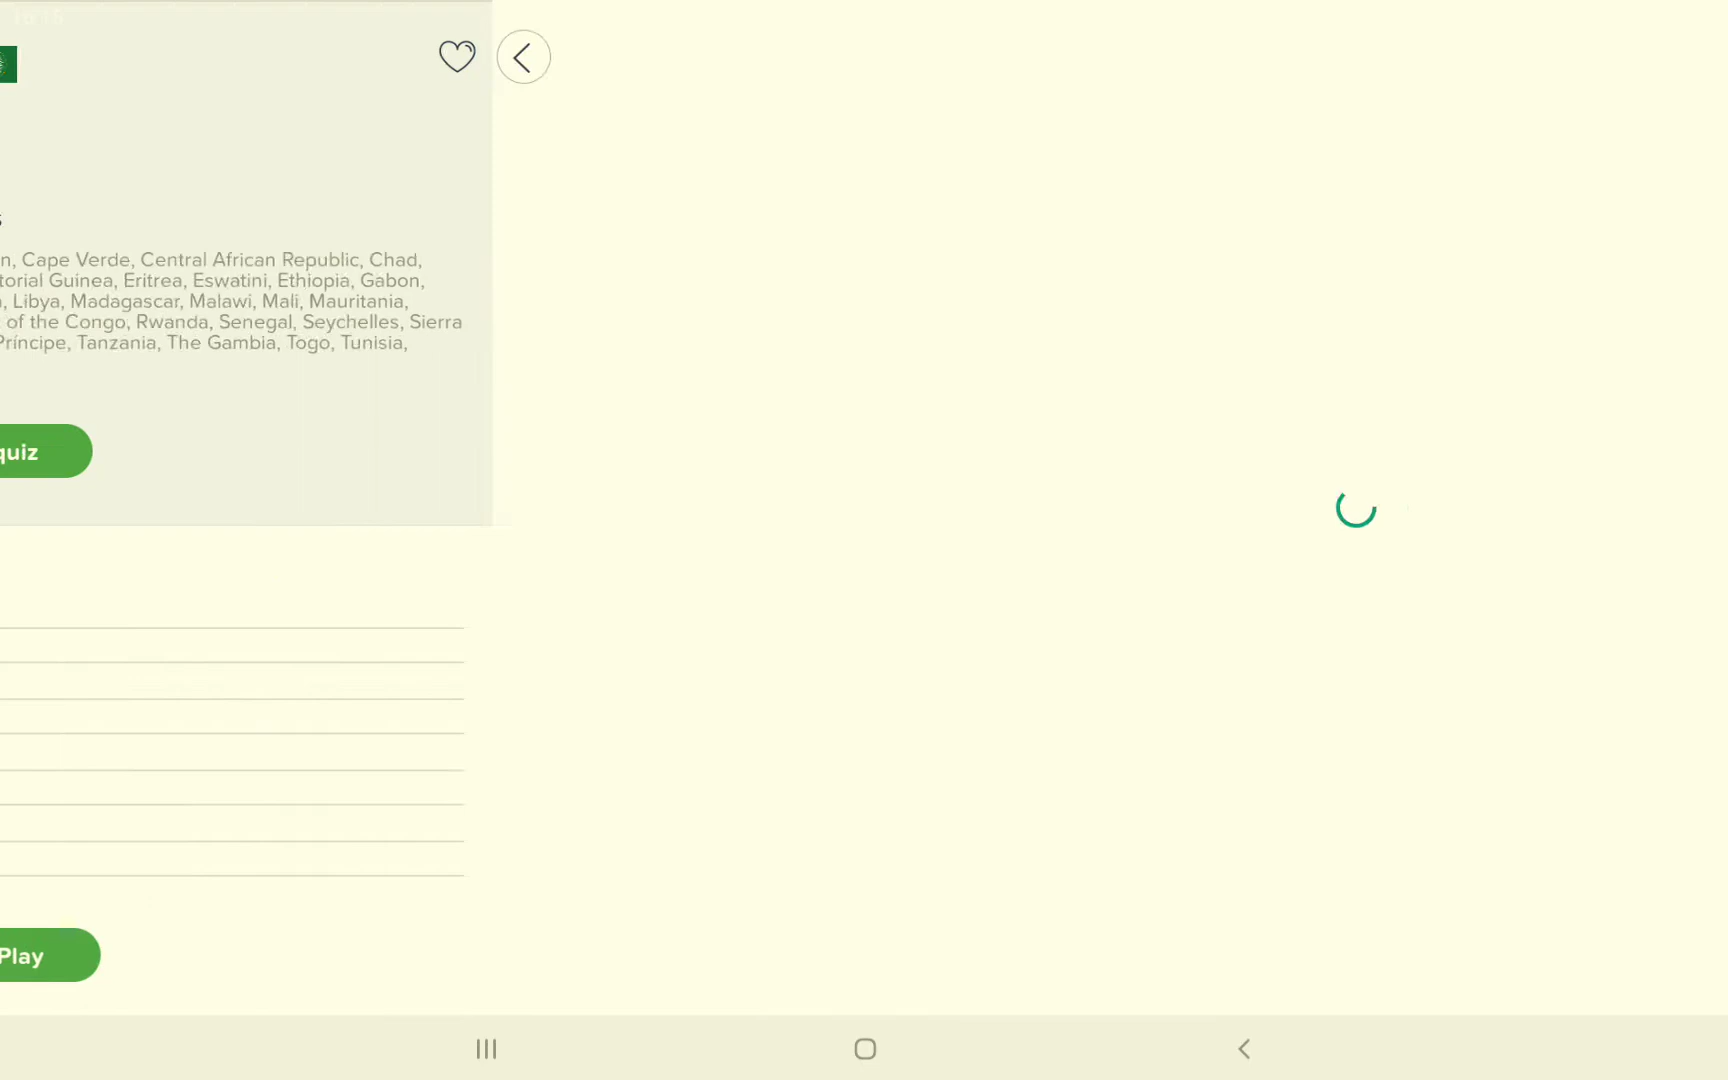 n, Cape Verde, Central African Republic, Chad,
torial Guinea, Eritrea, Eswatini, Ethiopia, Gabon,
, Libya, Madagascar, Malawi, Mali, Mauritania,
of the Congo, Rwanda, Senegal, Seychelles, Sierra
Príncipe, Tanzania, The Gambia, Togo, Tunisia,
quiz
Play